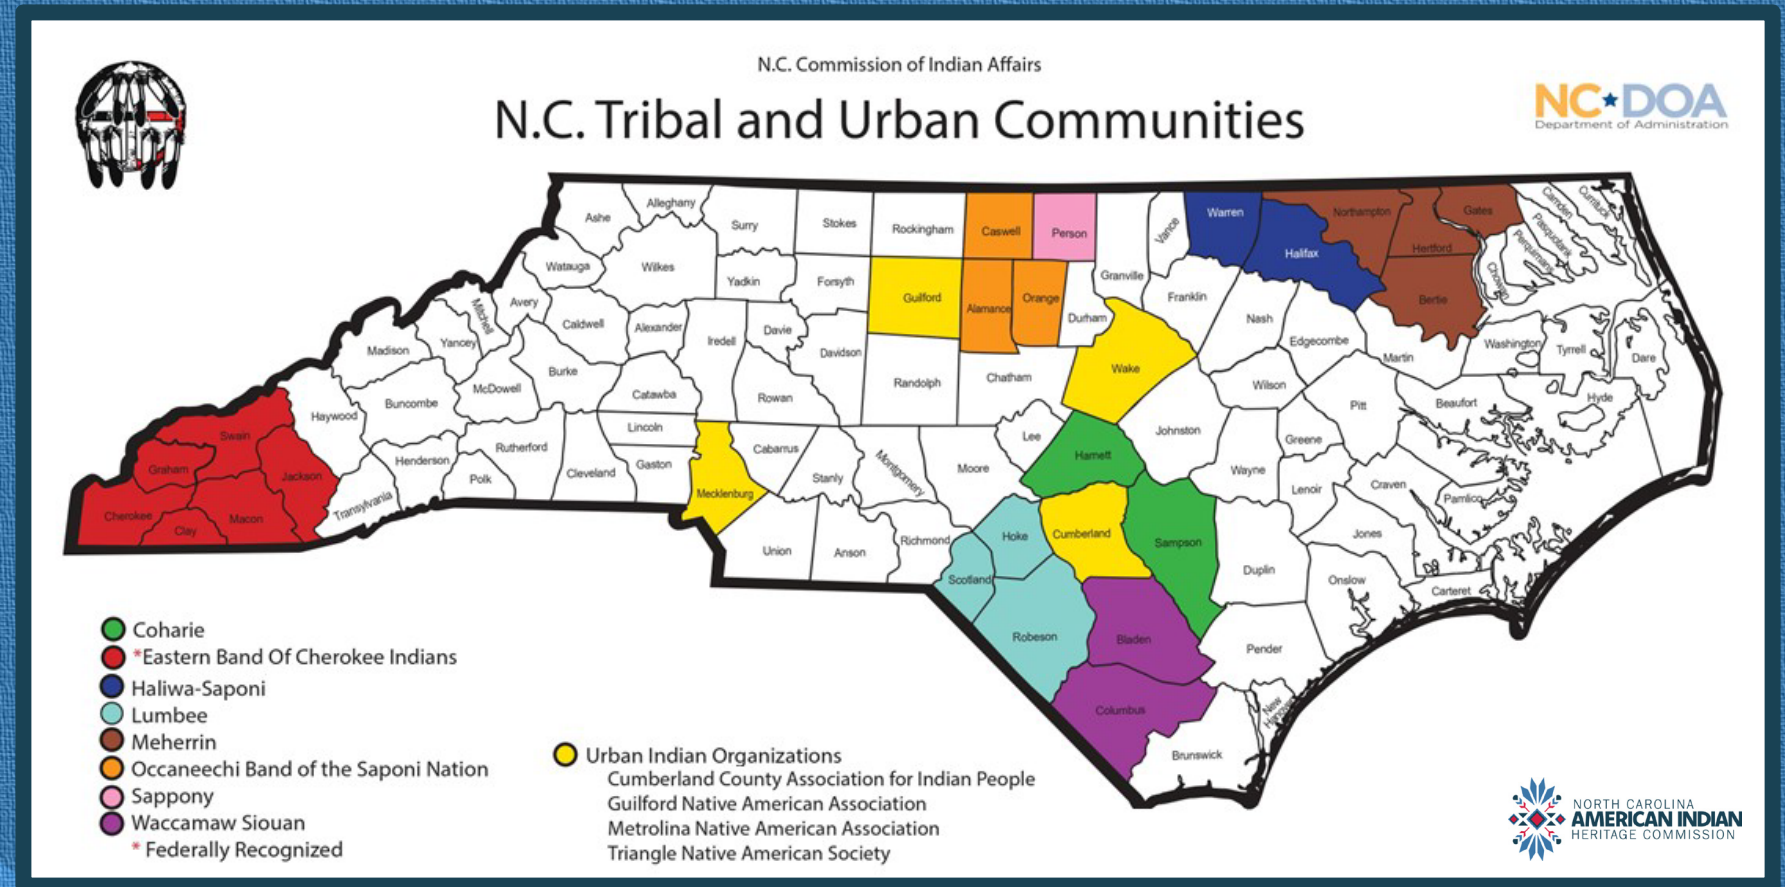 N.C. Commission of Indian Affairs
N.C. Tribal and Urban Communities
NC DOA
Department of Administration
Ashe
Alleghany
Surry
Stokes
Rockingham
Caswell
Person
Vance
Warren
Northampton
Gates
Camden
Currituck
Pasquotank
Perquimans
Halifax
Hertford
Chowan
Watauga
Wilkes
Yadkin
Forsyth
Guilford
Alamance
Orange
Durham
Granville
Franklin
Bertie
Mitchell
Avery
Caldwell
Alexander
Iredell
Davie
Davidson
Nash
Edgecombe
Martin
Washington
Tyrrell
Dare
Madison
Yancey
McDowell
Burke
Catawba
Rowan
Randolph
Chatham
Wake
Wilson
Pitt
Beaufort
Hyde
Haywood
Buncombe
Swain
Graham
Jackson
Henderson
Rutherford
Polk
Cleveland
Lincoln
Gaston
Cabarrus
Stanly
Montgomery
Moore
Lee
Harnett
Johnston
Greene
Wayne
Lenoir
Craven
Pamlico
Cherokee
Clay
Macon
Transylvania
Mecklenburg
Union
Anson
Richmond
Hoke
Scotland
Cumberland
Sampson
Duplin
Jones
Onslow
Carteret
Robeson
Bladen
Pender
Columbus
New Hanover
Brunswick
Coharie
*Eastern Band Of Cherokee Indians
Haliwa-Saponi
Lumbee
Meherrin
Occaneechi Band of the Saponi Nation
Sappony
Waccamaw Siouan
* Federally Recognized
Urban Indian Organizations
Cumberland County Association for Indian People
Guilford Native American Association
Metrolina Native American Association
Triangle Native American Society
NORTH CAROLINA
AMERICAN INDIAN
HERITAGE COMMISSION